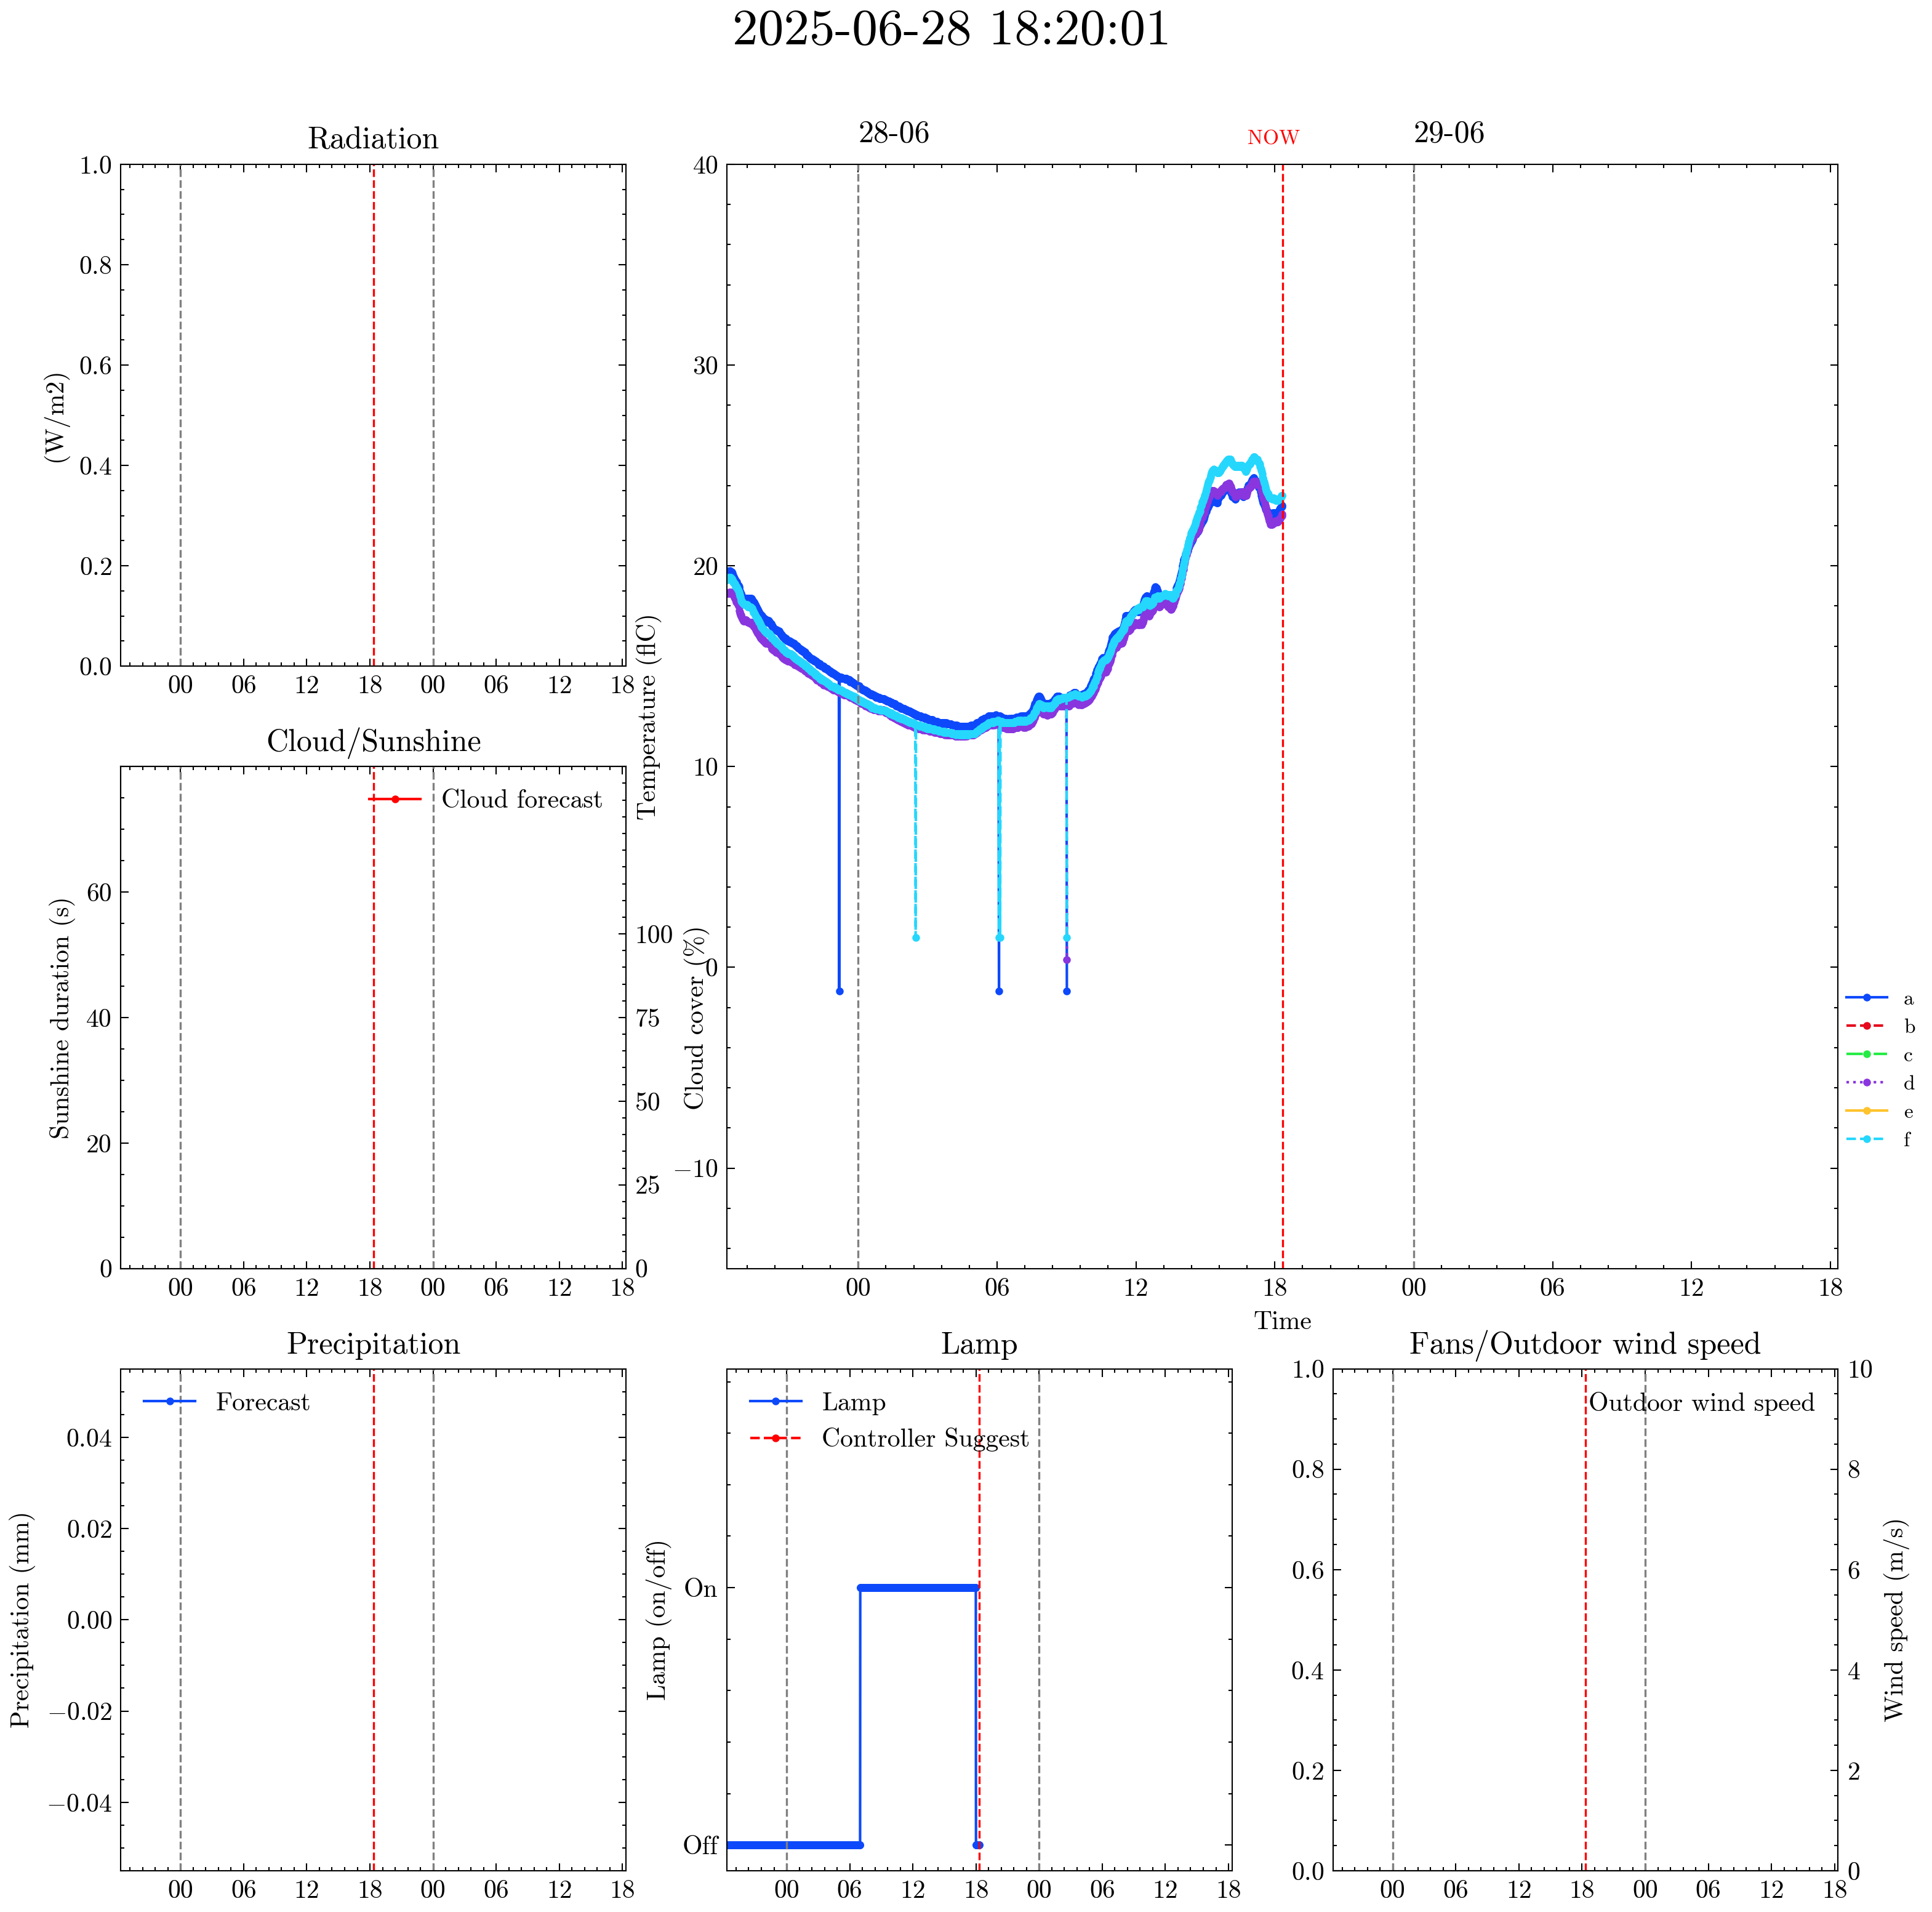 2025-06-28 18:20:01
Radiation
1.0
0.8
0.6
0.4
0.2
0.0
(W/m2)
00 06 12 18 00 06 12 18
28-06 NOW 29-06
40
30
20
10
0
−10
Temperature (flC)
00 06 12 18 00 06 12 18
Time
a
b
c
d
e
f
Cloud/Sunshine
Cloud forecast
60
40
20
0
Sunshine duration (s)
100
75
50
25
0
Cloud cover (%)
00 06 12 18 00 06 12 18
Precipitation
Forecast
0.04
0.02
0.00
−0.02
−0.04
Precipitation (mm)
00 06 12 18 00 06 12 18
Lamp
Lamp
Controller Suggest
On
Off
Lamp (on/off)
00 06 12 18 00 06 12 18
Fans/Outdoor wind speed
Outdoor wind speed
1.0
0.8
0.6
0.4
0.2
0.0
10
8
6
4
2
0
Wind speed (m/s)
00 06 12 18 00 06 12 18